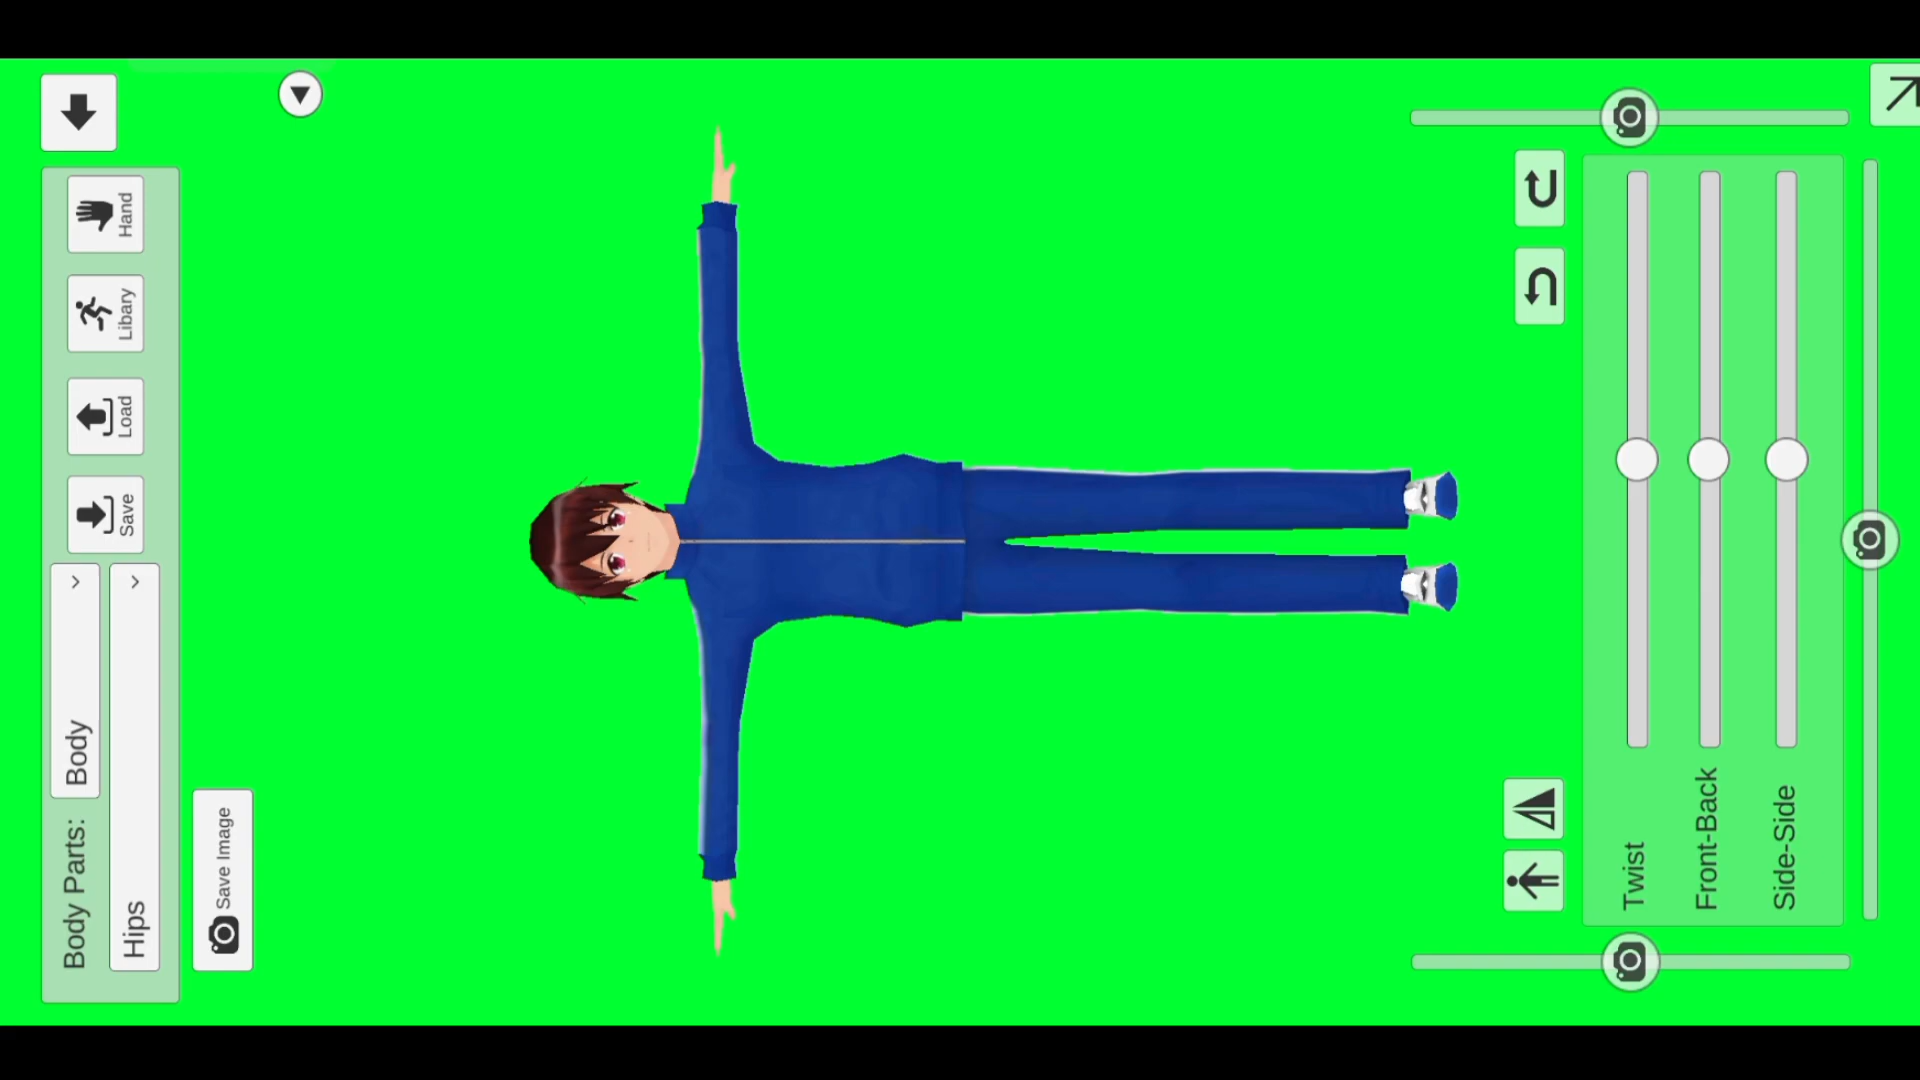 Body Parts:
Body
Hips
Save
Load
Libary
Hand
Save Image
Twist
Front-Back
Side-Side